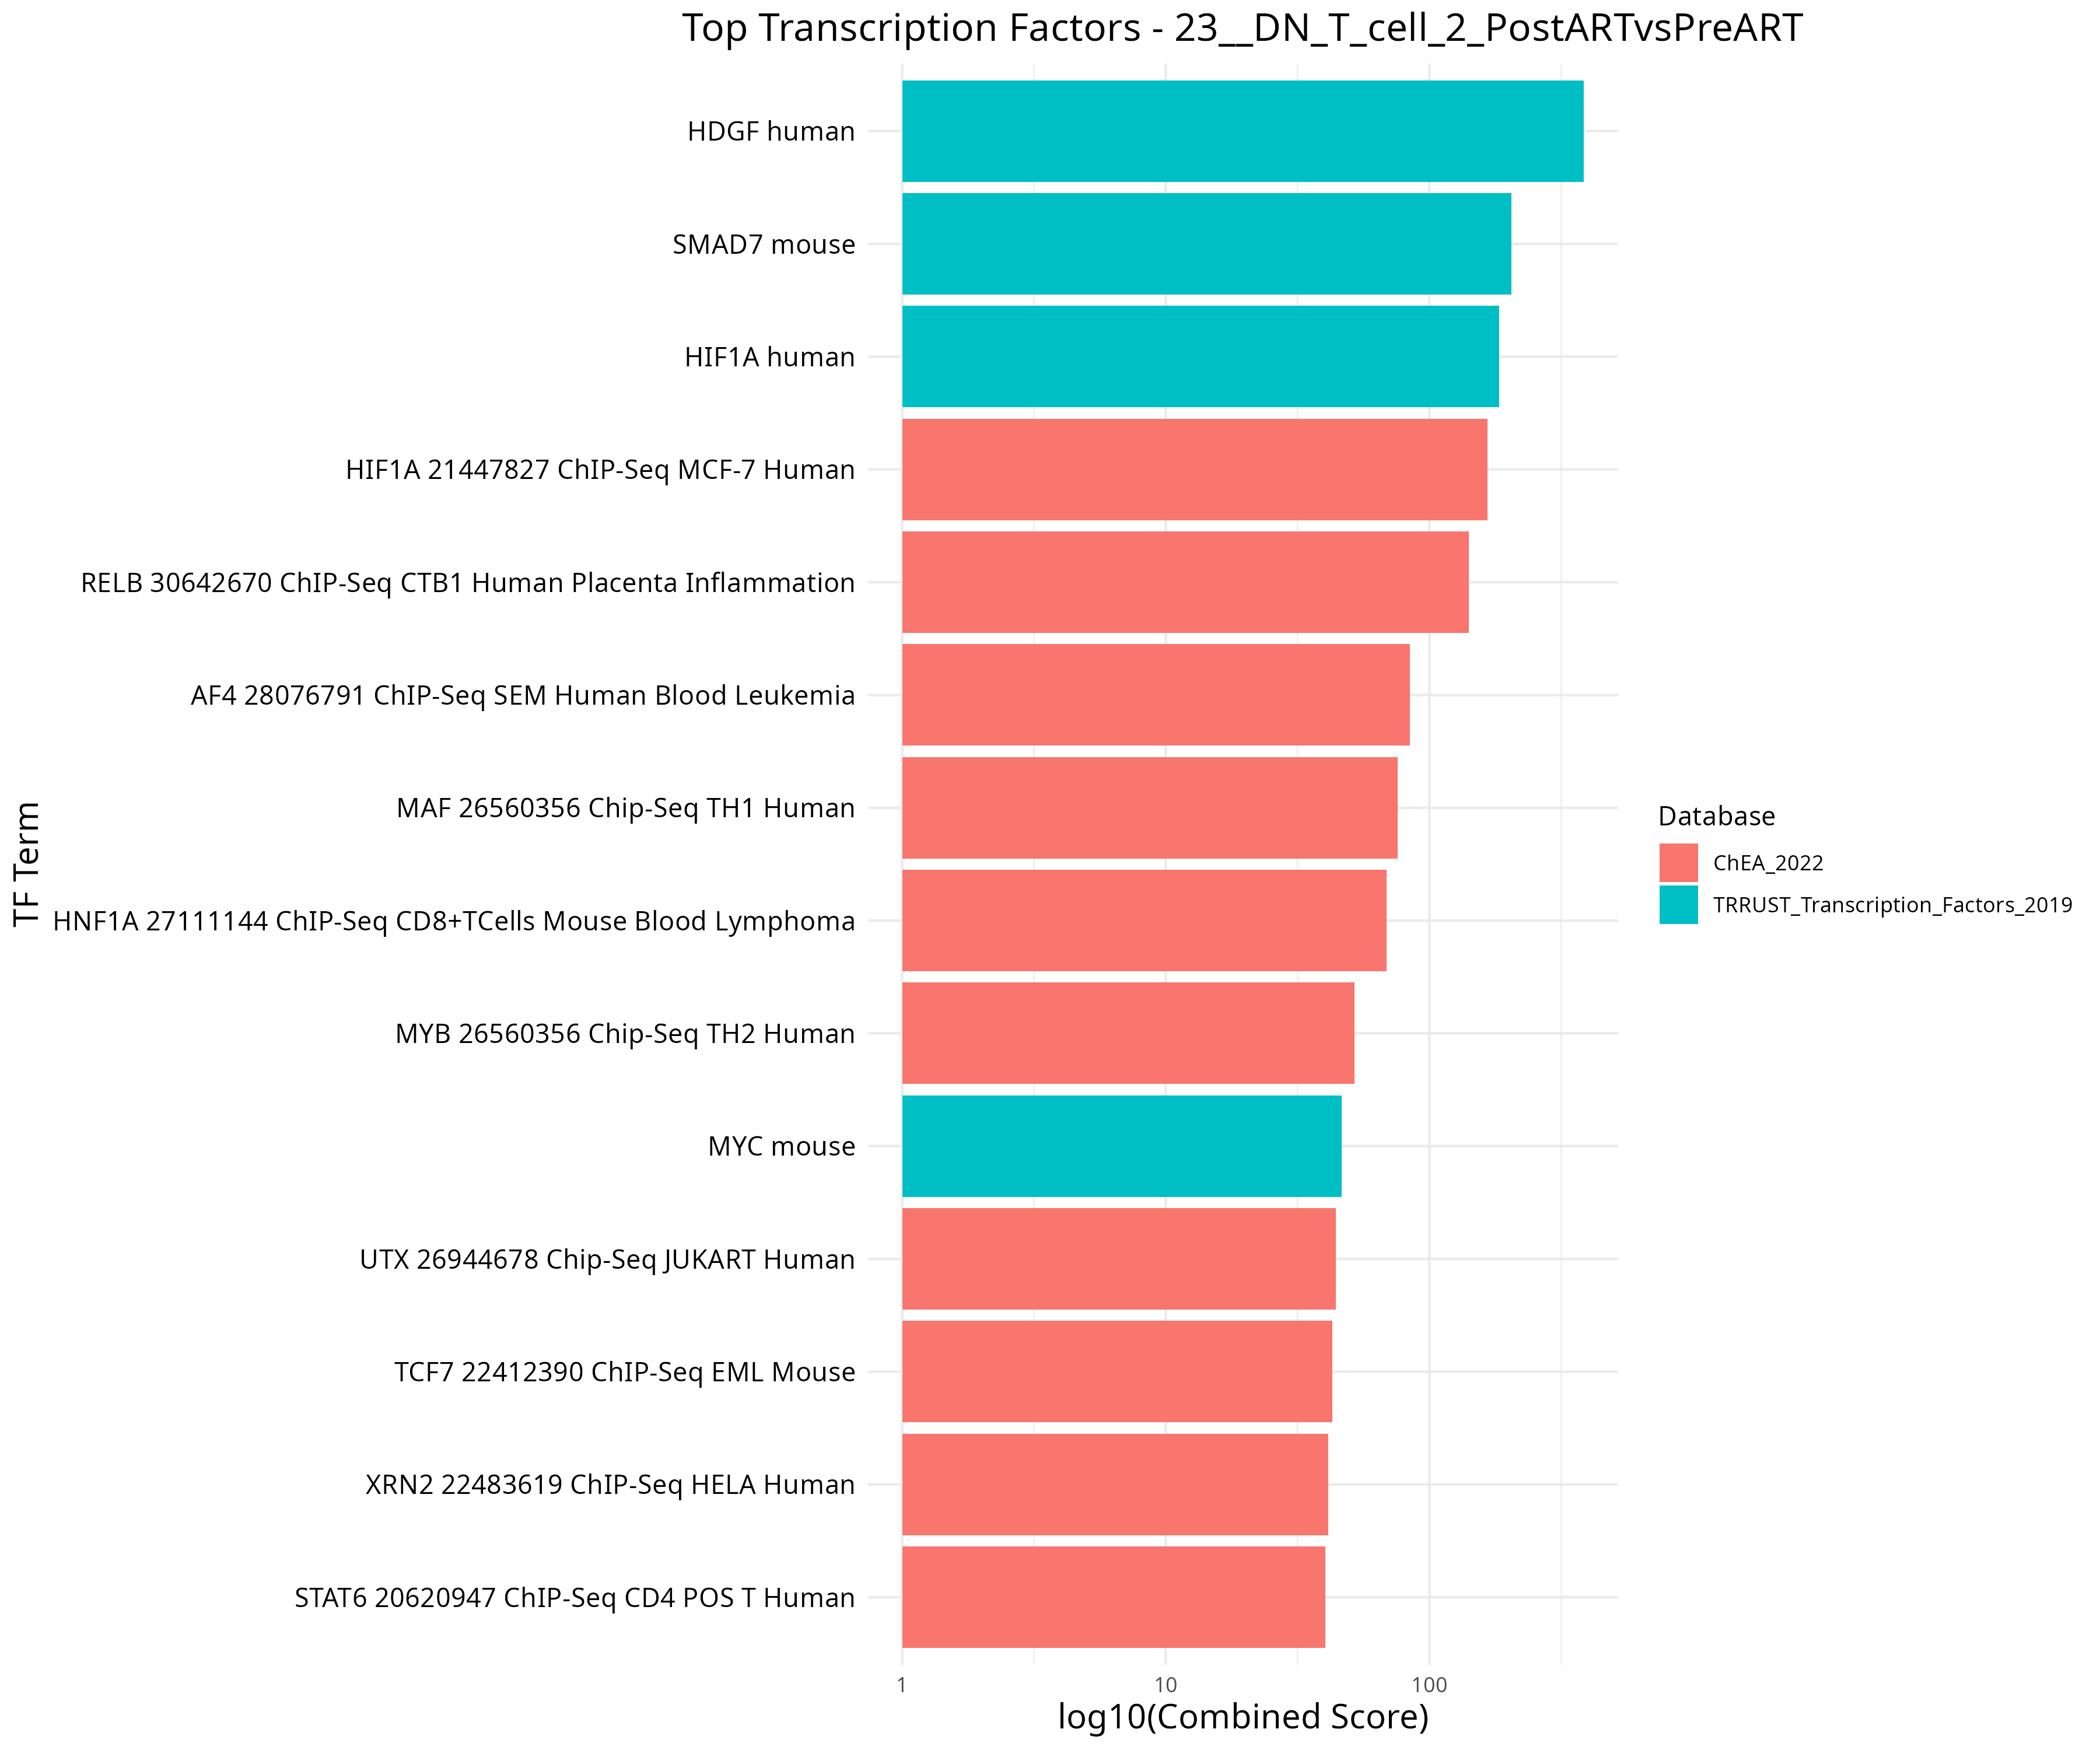 Top Transcription Factors - 23__DN_T_cell_2_PostARTvsPreART
HDGF human
SMAD7 mouse
HIF1A human
HIF1A 21447827 ChIP-Seq MCF-7 Human
RELB 30642670 ChIP-Seq CTB1 Human Placenta Inflammation
AF4 28076791 ChIP-Seq SEM Human Blood Leukemia
MAF 26560356 Chip-Seq TH1 Human
HNF1A 27111144 ChIP-Seq CD8+TCells Mouse Blood Lymphoma
MYB 26560356 Chip-Seq TH2 Human
MYC mouse
UTX 26944678 Chip-Seq JUKART Human
TCF7 22412390 ChIP-Seq EML Mouse
XRN2 22483619 ChIP-Seq HELA Human
STAT6 20620947 ChIP-Seq CD4 POS T Human
TF Term
1
10
100
log10(Combined Score)
Database
ChEA_2022
TRRUST_Transcription_Factors_2019